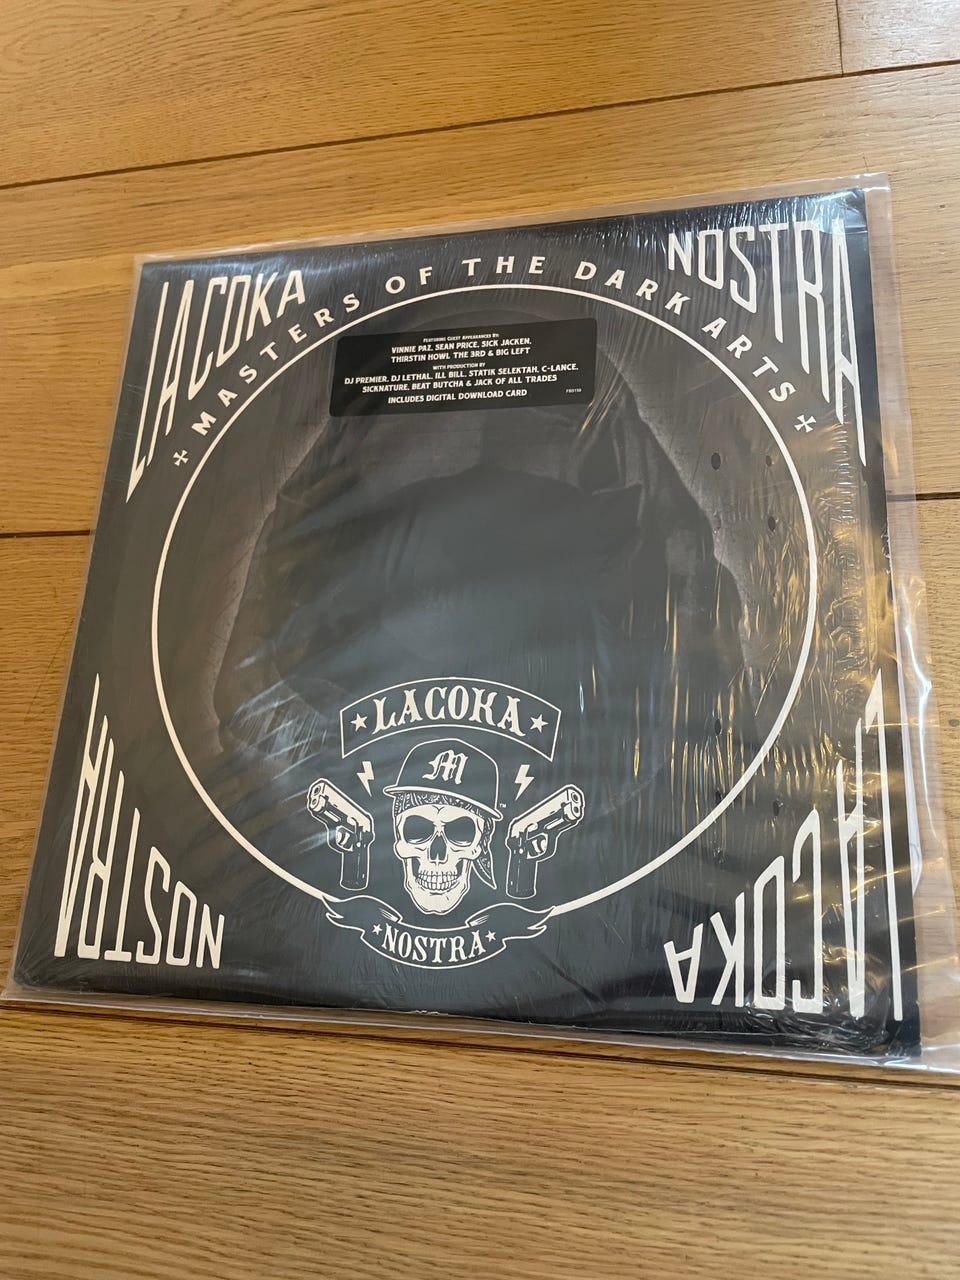 LACOKA
NOSTRA
MASTERS OF THE DARK ARTS
FEATURING GUEST APPEARANCES BY:
VINNIE PAZ, SEAN PRICE, SICK JACKEN,
THIRSTIN HOWL THE 3RD & BIG LEFT
WITH PRODUCTION BY
DJ PREMIER, DJ LETHAL, ILL BILL, STATIK SELEKTAH, C-LANCE,
SICKNATURE, BEAT BUTCHA & JACK OF ALL TRADES
INCLUDES DIGITAL DOWNLOAD CARD
FBS159
LACOKA
M
TM
NOSTRA
NOSTRA
LACOKA